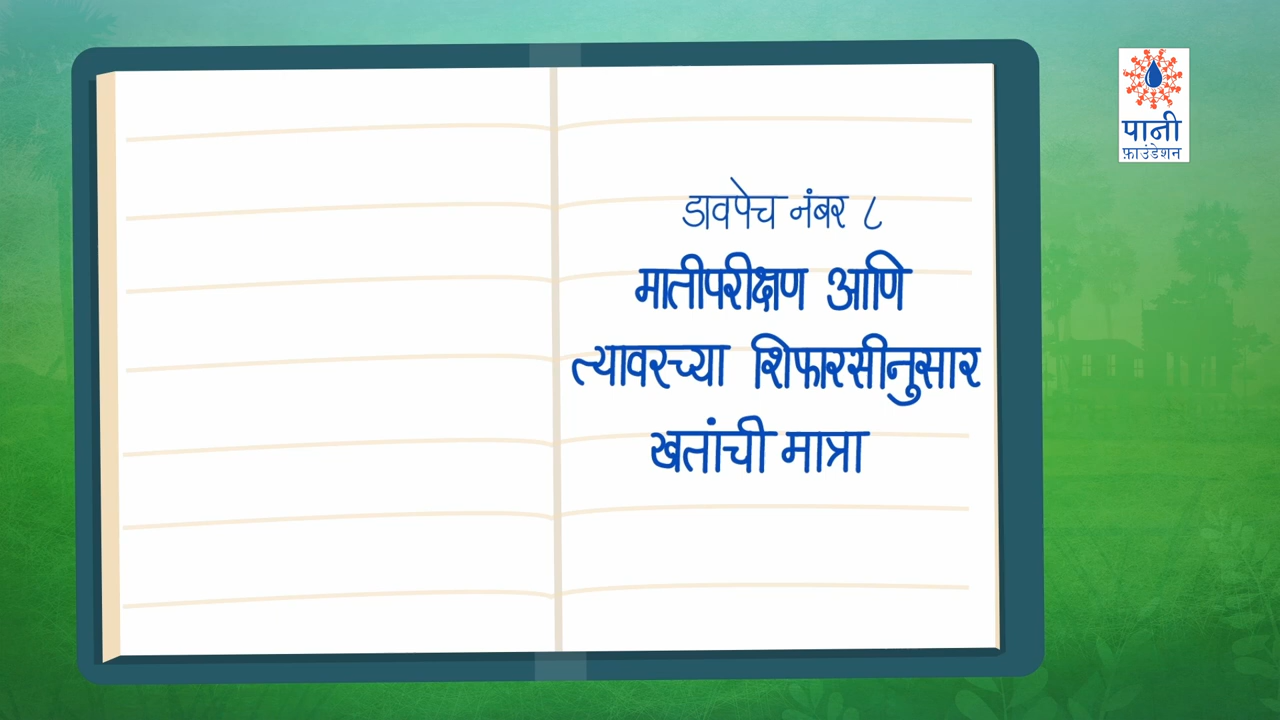 डावपेच नंबर ८
मातीपरीक्षण आणि
त्यावरच्या शिफारसीनुसार
खतांची मात्रा
पानी
फ़ाउंडेशन